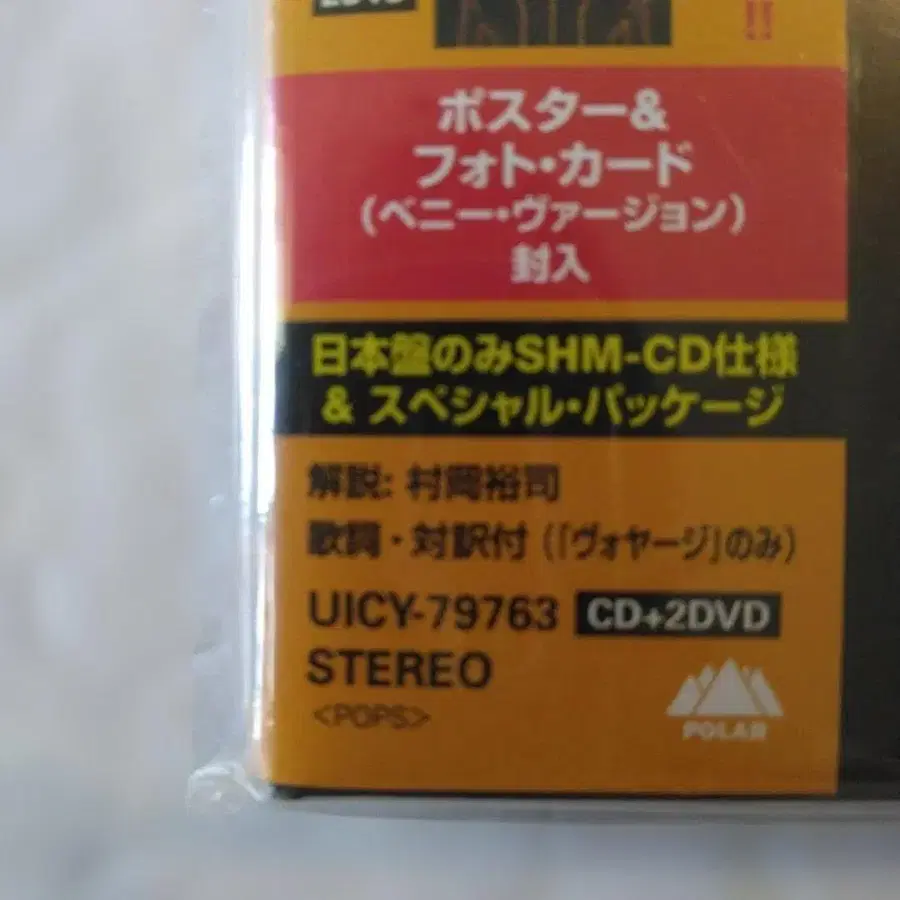 !!
ポスター&
フォト・カード
(ベニー・ヴァージョン)
封入
日本盤のみSHM-CD仕様
& スペシャル・パッケージ
解説: 村岡裕司
歌詞・対訳付 (「ヴォヤージ」のみ)
UICY-79763 CD+2DVD
STEREO
<POPS>
POLAR